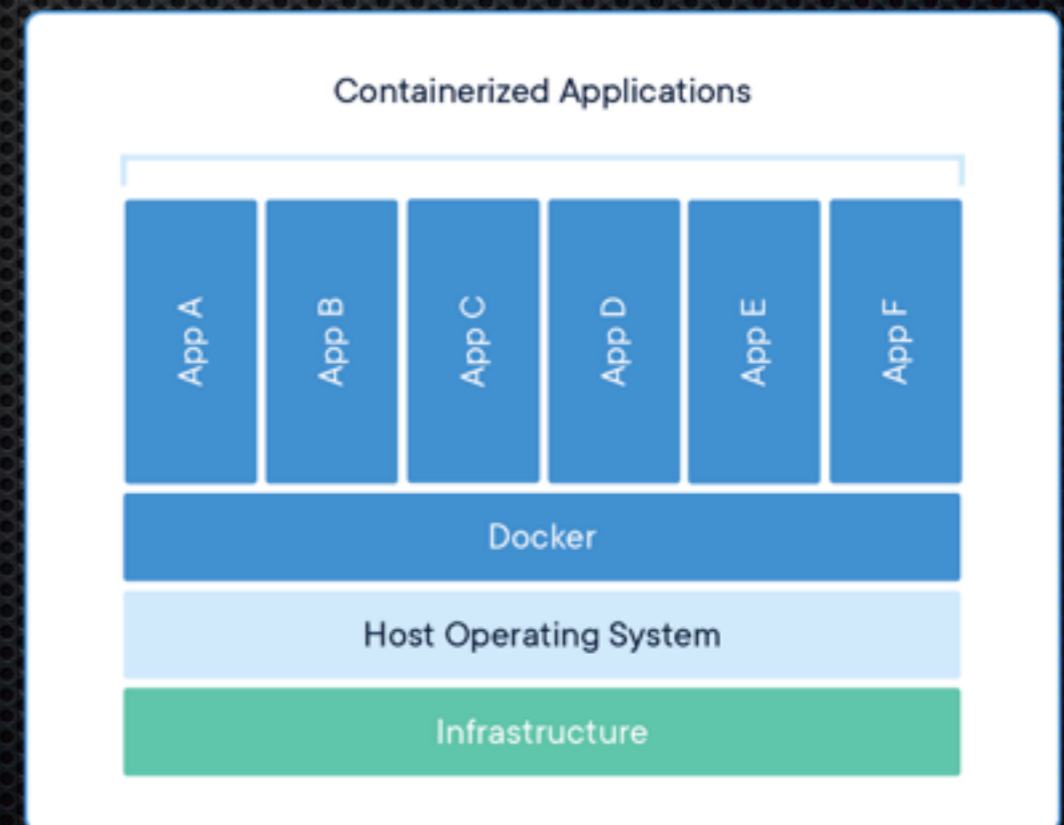 Containerized Applications
App A
App B
App C
App D
App E
App F
Docker
Host Operating System
Infrastructure